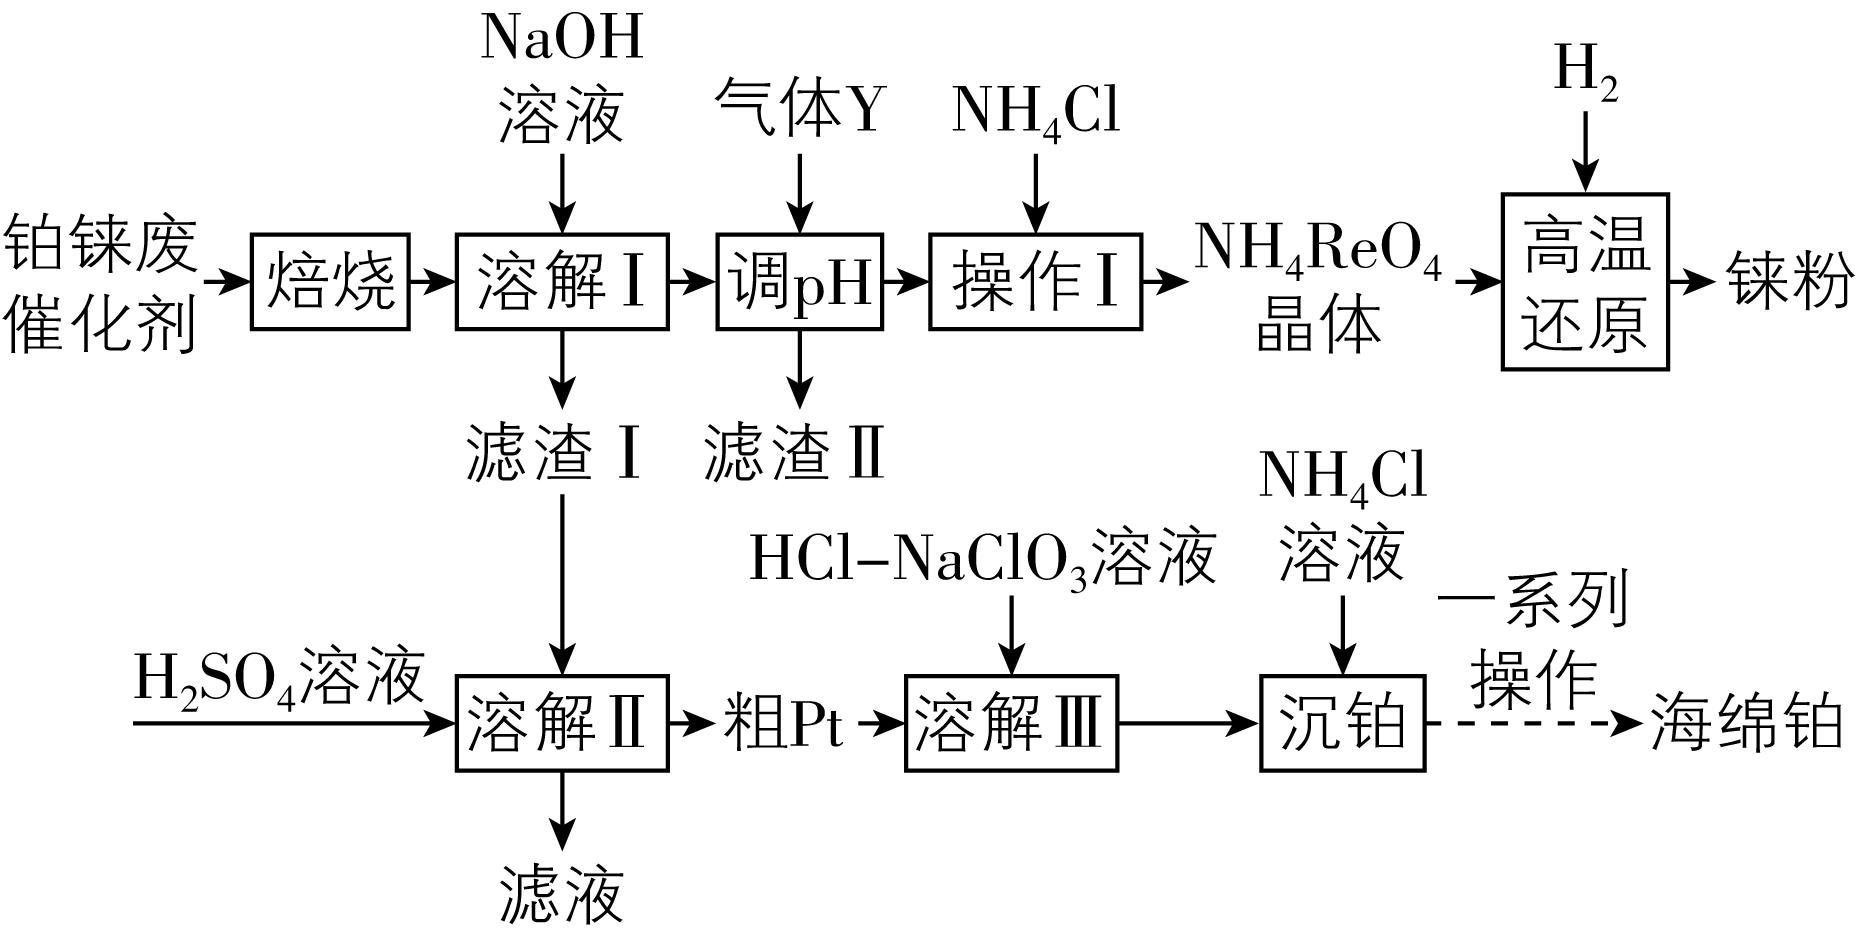 NaOH
溶液
气体Y
NH₄Cl
H₂
铂铼废
催化剂
焙烧
溶解Ⅰ
调pH
操作Ⅰ
NH₄ReO₄
晶体
高温
还原
铼粉
滤渣Ⅰ
滤渣Ⅱ
NH₄Cl
溶液
HCl-NaClO₃溶液
一系列
操作
H₂SO₄溶液
溶解Ⅱ
粗Pt
溶解Ⅲ
沉铂
海绵铂
滤液